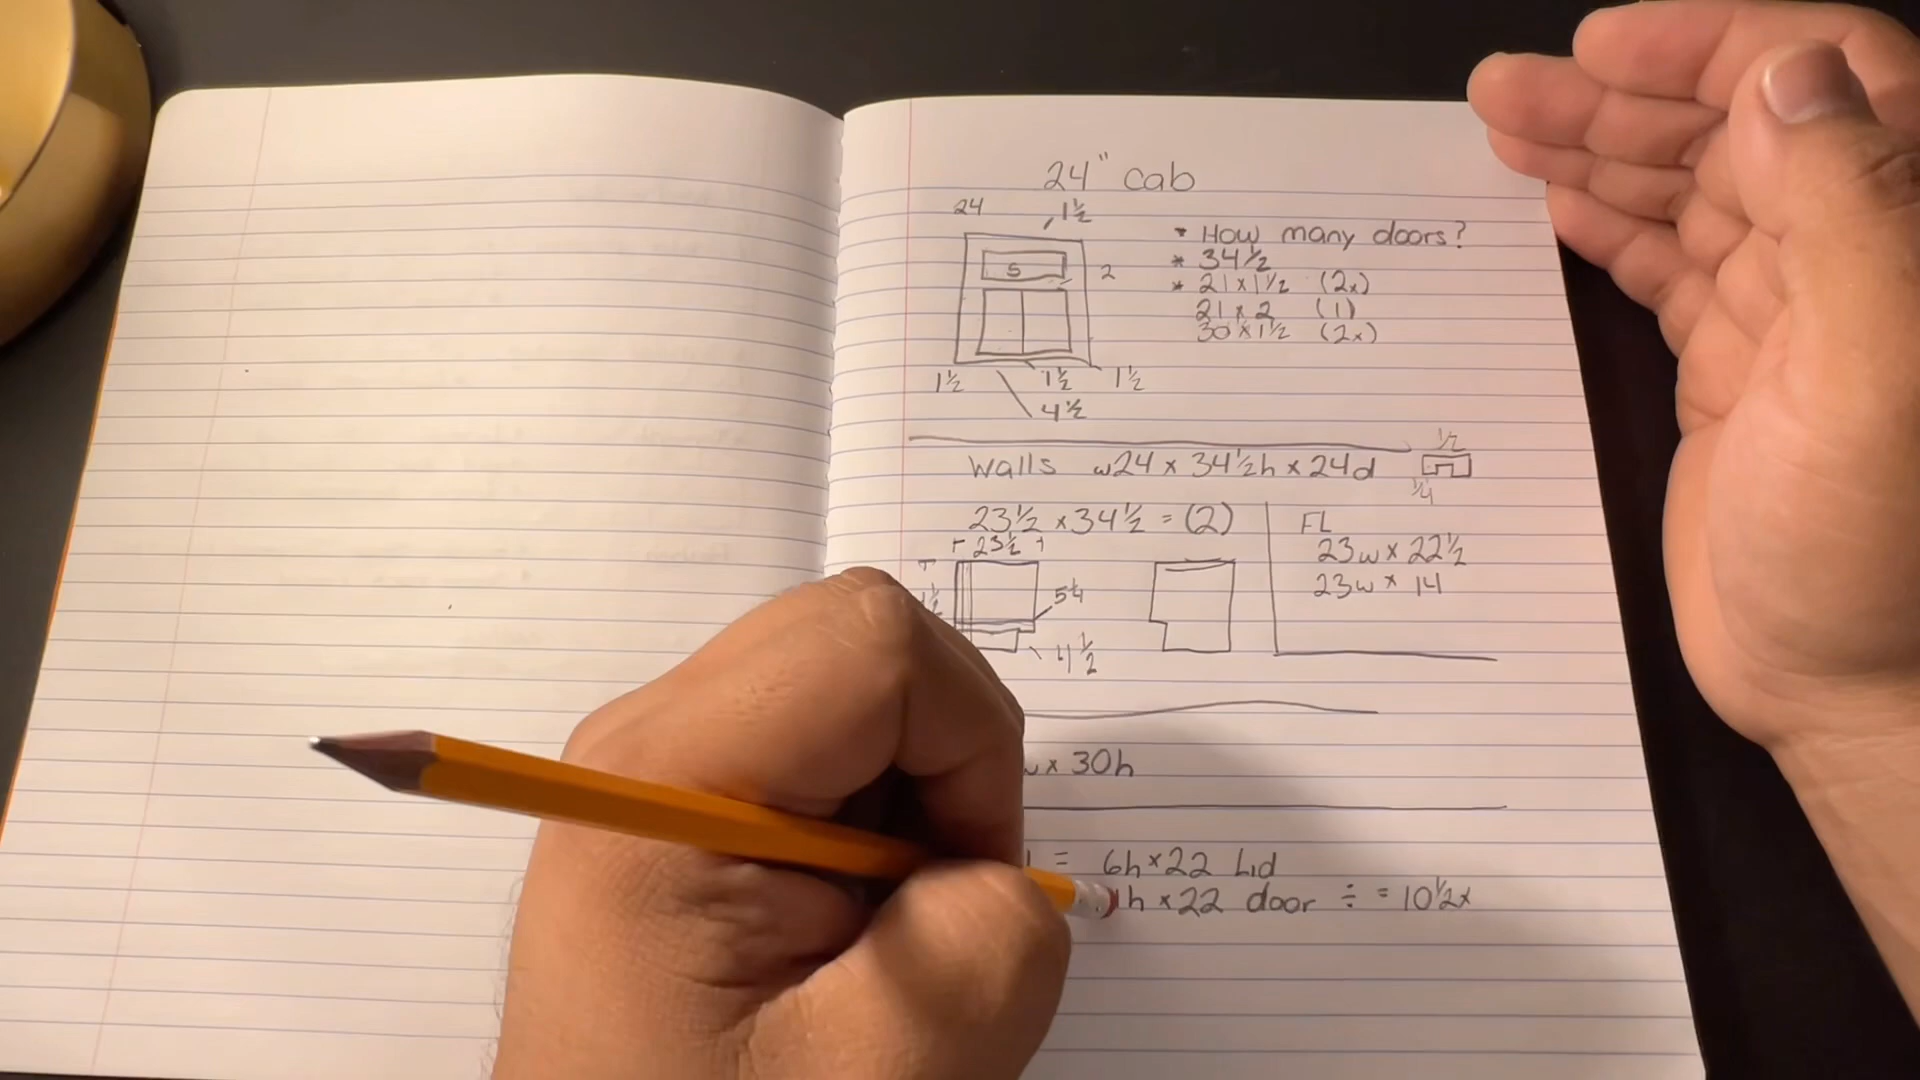 24" cab
24 1½
* How many doors?
* 34½
S 2
* 21 x 1½ (2x)
21 x 2 (1)
30 x 1½ (2x)
1½ 1½ 1½
4½
½
Walls w24 x 34½h x 24d
¼
23½ x 34½ = (2)
FL
23½
23w x 22½
23w x 14
5¼
4½
x 30h
= 6h x 22 Lid
h x 22 door ÷ = 10½x